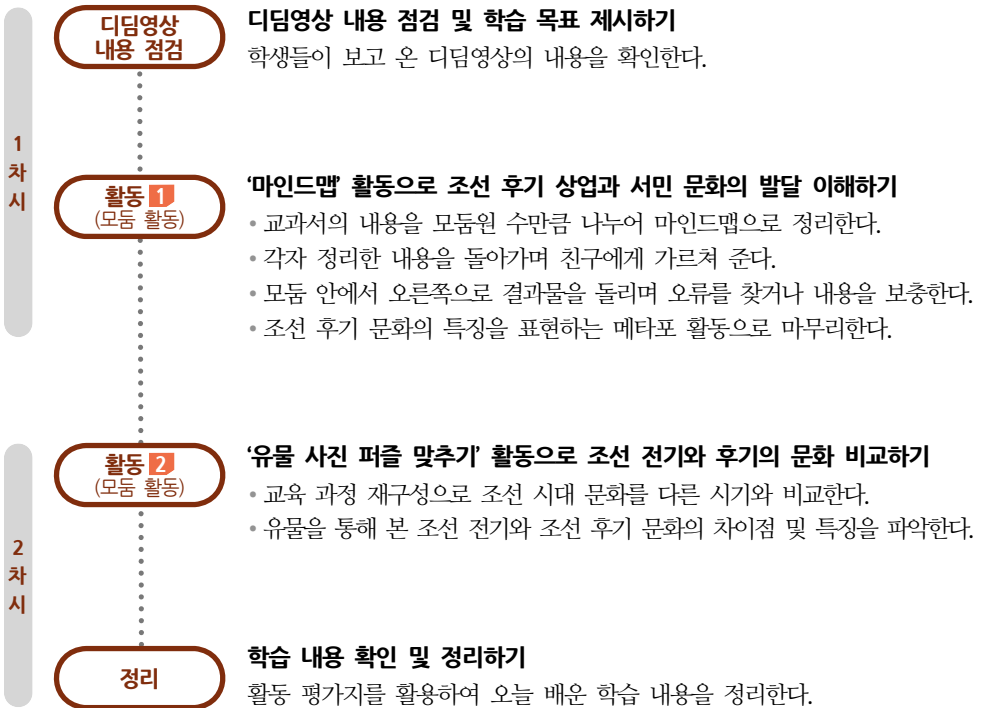 1
차
시
디딤영상
내용 점검
디딤영상 내용 점검 및 학습 목표 제시하기
학생들이 보고 온 디딤영상의 내용을 확인한다.
활동 1
(모둠 활동)
‘마인드맵’ 활동으로 조선 후기 상업과 서민 문화의 발달 이해하기
• 교과서의 내용을 모둠원 수만큼 나누어 마인드맵으로 정리한다.
• 각자 정리한 내용을 돌아가며 친구에게 가르쳐 준다.
• 모둠 안에서 오른쪽으로 결과물을 돌리며 오류를 찾거나 내용을 보충한다.
• 조선 후기 문화의 특징을 표현하는 메타포 활동으로 마무리한다.
2
차
시
활동 2
(모둠 활동)
‘유물 사진 퍼즐 맞추기’ 활동으로 조선 전기와 후기의 문화 비교하기
• 교육 과정 재구성으로 조선 시대 문화를 다른 시기와 비교한다.
• 유물을 통해 본 조선 전기와 조선 후기 문화의 차이점 및 특징을 파악한다.
정리
학습 내용 확인 및 정리하기
활동 평가지를 활용하여 오늘 배운 학습 내용을 정리한다.